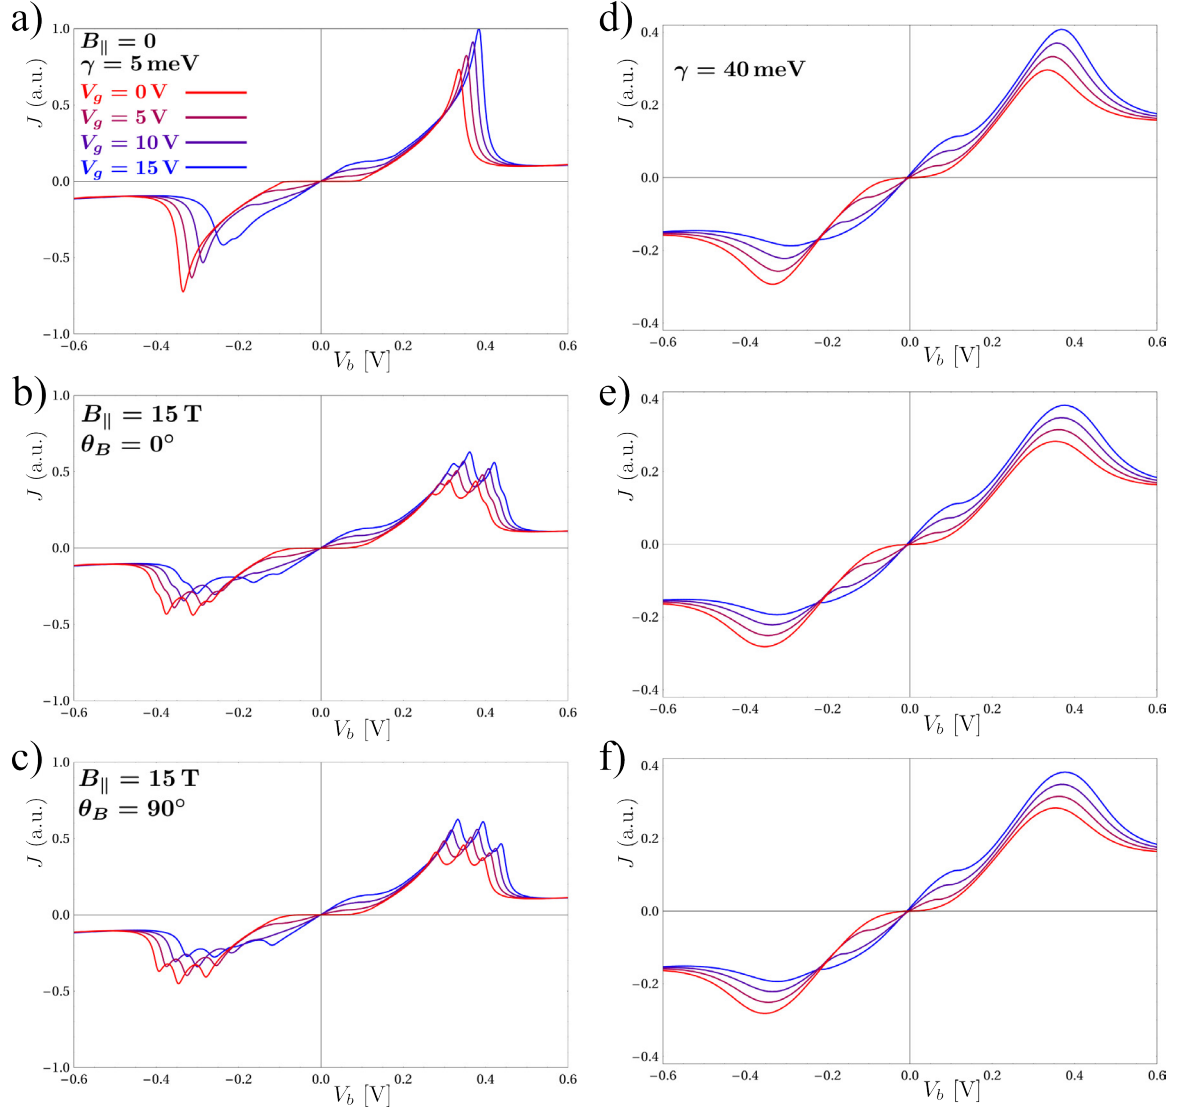 a)
B∥ = 0
γ = 5 meV
Vg = 0 V
Vg = 5 V
Vg = 10 V
Vg = 15 V
J (a.u.)
1.0
0.5
0.0
−0.5
−1.0
−0.6 −0.4 −0.2 0.0 0.2 0.4 0.6
Vb [V]
d)
γ = 40 meV
J (a.u.)
0.4
0.2
0.0
−0.2
−0.4
−0.6 −0.4 −0.2 0.0 0.2 0.4 0.6
Vb [V]
b)
B∥ = 15 T
θB = 0°
J (a.u.)
1.0
0.5
0.0
−0.5
−1.0
−0.6 −0.4 −0.2 0.0 0.2 0.4 0.6
Vb [V]
e)
J (a.u.)
0.4
0.2
0.0
−0.2
−0.4
−0.6 −0.4 −0.2 0.0 0.2 0.4 0.6
Vb [V]
c)
B∥ = 15 T
θB = 90°
J (a.u.)
1.0
0.5
0.0
−0.5
−1.0
−0.6 −0.4 −0.2 0.0 0.2 0.4 0.6
Vb [V]
f)
J (a.u.)
0.4
0.2
0.0
−0.2
−0.4
−0.6 −0.4 −0.2 0.0 0.2 0.4 0.6
Vb [V]